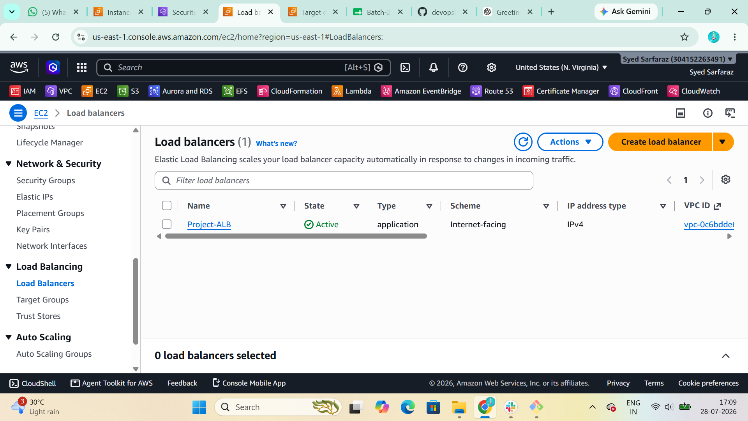 (5) Wha
Instanc
Securiti
Load ba
Target g
Batch-0
devops-
Greetin
Ask Gemini
us-east-1.console.aws.amazon.com/ec2/home?region=us-east-1#LoadBalancers:
aws
Search
[Alt+S]
United States (N. Virginia)
Syed Sarfaraz (304152263491)
Syed Sarfaraz
IAM
VPC
EC2
S3
Aurora and RDS
EFS
CloudFormation
Lambda
Amazon EventBridge
Route 53
Certificate Manager
CloudFront
CloudWatch
EC2
Load balancers
Snapshots
Lifecycle Manager
Network & Security
Security Groups
Elastic IPs
Placement Groups
Key Pairs
Network Interfaces
Load Balancing
Load Balancers
Target Groups
Trust Stores
Auto Scaling
Auto Scaling Groups
Load balancers (1) What's new?
Actions
Create load balancer
Elastic Load Balancing scales your load balancer capacity automatically in response to changes in incoming traffic.
Filter load balancers
1
Name
State
Type
Scheme
IP address type
VPC ID
Project-ALB
Active
application
Internet-facing
IPv4
0 load balancers selected
CloudShell
Agent Toolkit for AWS
Feedback
Console Mobile App
© 2026, Amazon Web Services, Inc. or its affiliates.
Privacy
Terms
Cookie preferences
3
30°C
Light rain
Search
ENG
IN
17:09
28-07-2026